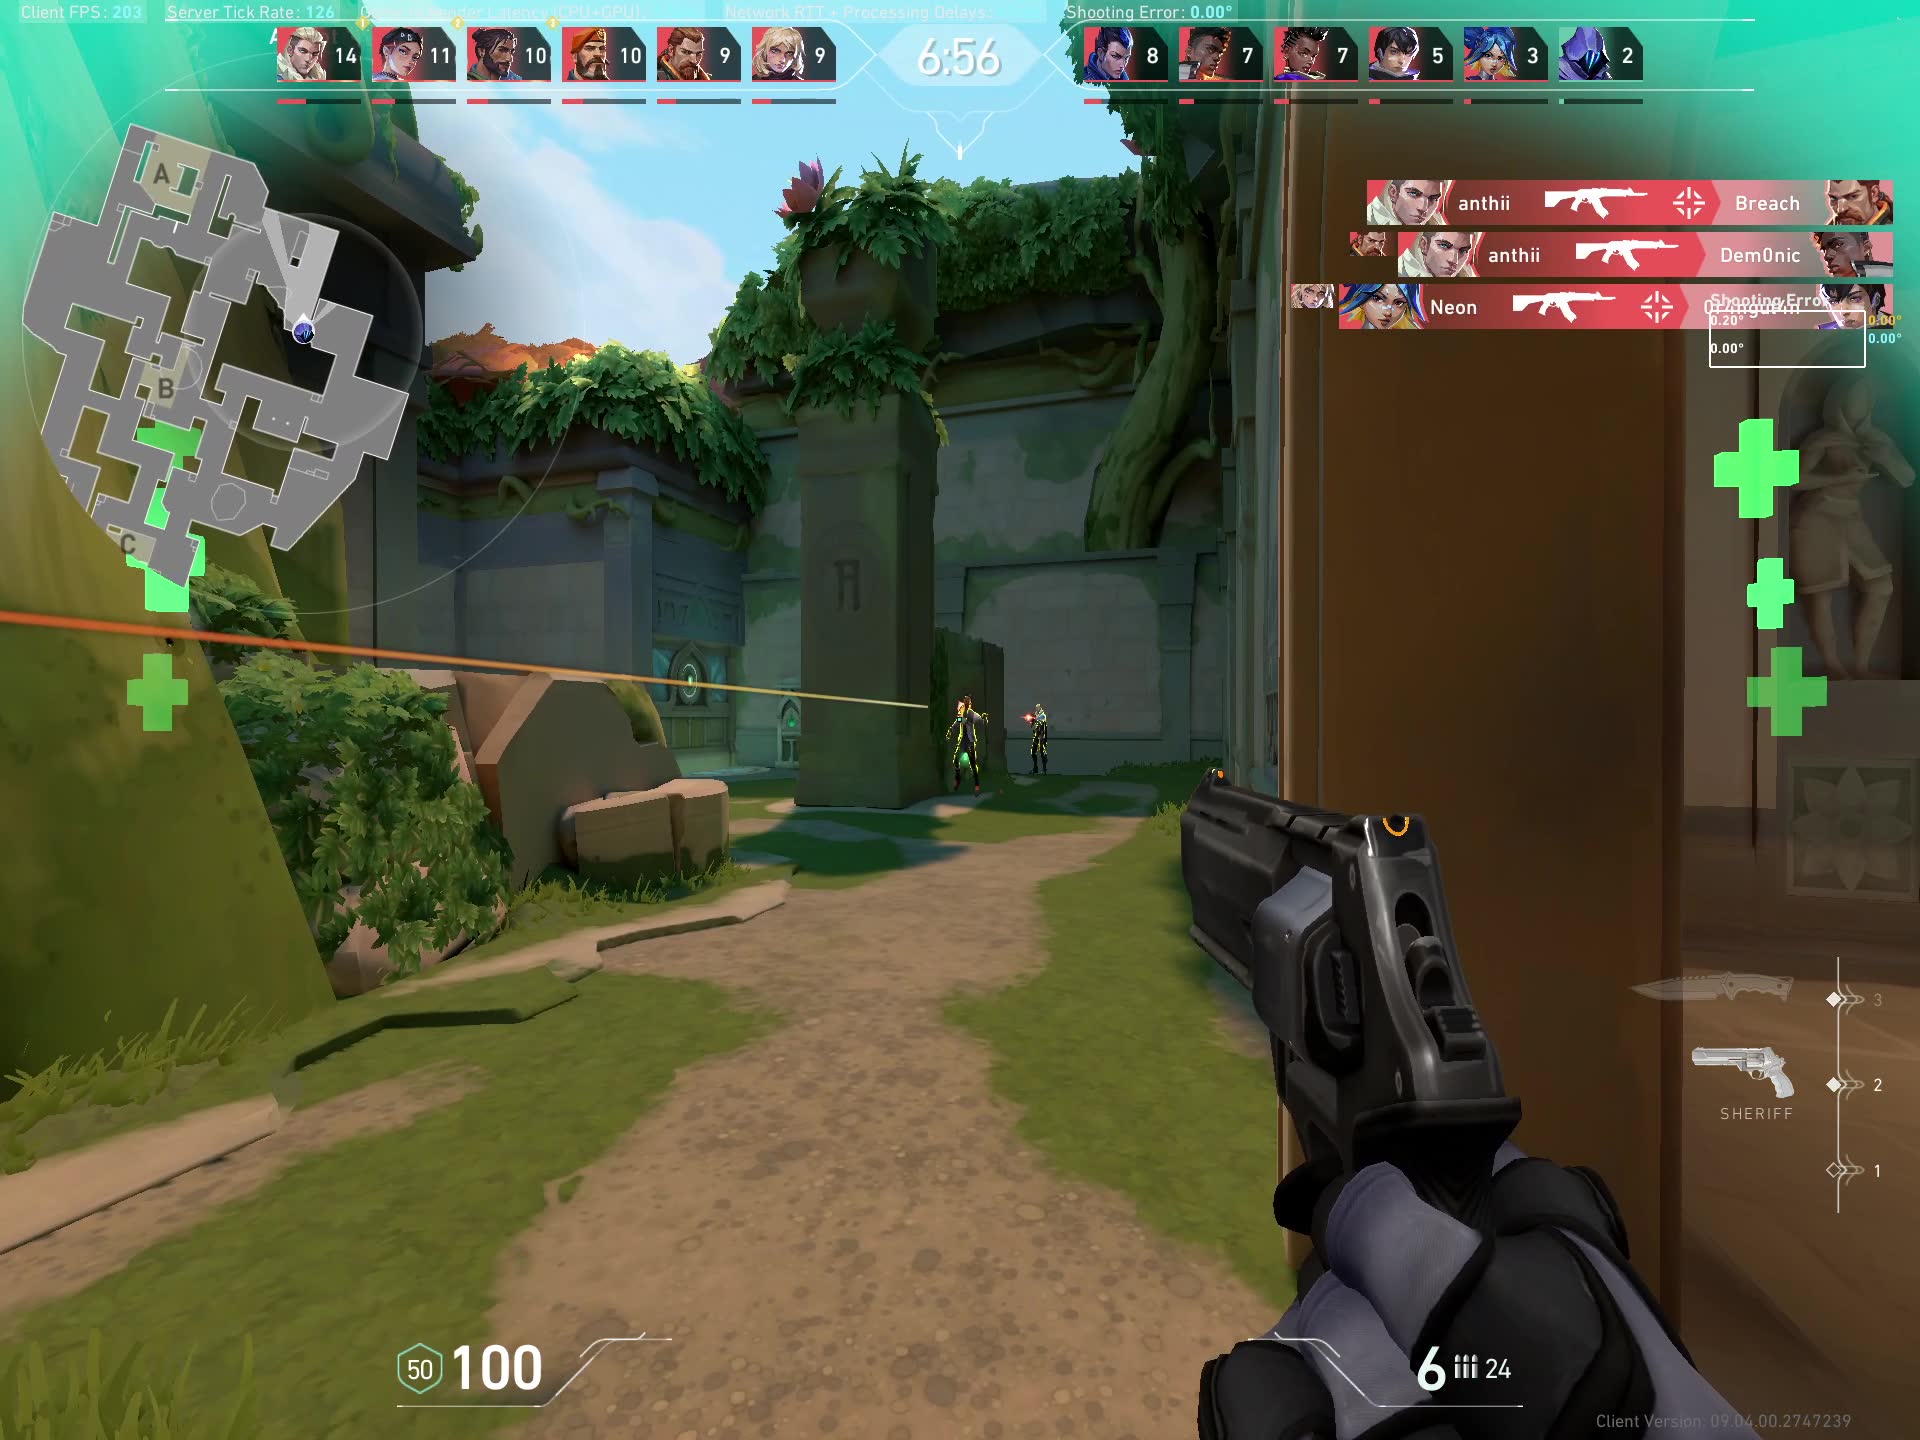 Client FPS: 203
Server Tick Rate: 126
Network RTT + Processing Delays:
Shooting Error: 0.00°
14
11
10
10
9
9
6:56
8
7
7
5
3
2
A
B
C
anthii
Breach
anthii
Dem0nic
Neon
Shooting Error
0.20°
0.00°
0.00°
0.00°
3
2
SHERIFF
1
50
100
6
24
Client Version: 09.04.00.2747239